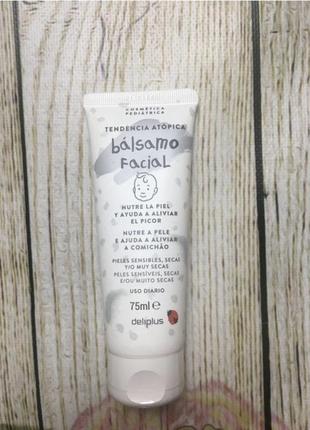 COSMÉTICA
PEDIÁTRICA
TENDENCIA ATÓPICA
bálsamo
Facial
NUTRE LA PIEL
Y AYUDA A ALIVIAR
EL PICOR
NUTRE A PELE
E AJUDA A ALIVIAR
A COMICHÃO
PIELES SENSIBLES, SECAS
Y/O MUY SECAS
PELES SENSÍVEIS, SECAS
E/OU MUITO SECAS
USO DIARIO
75ml e
deliplus